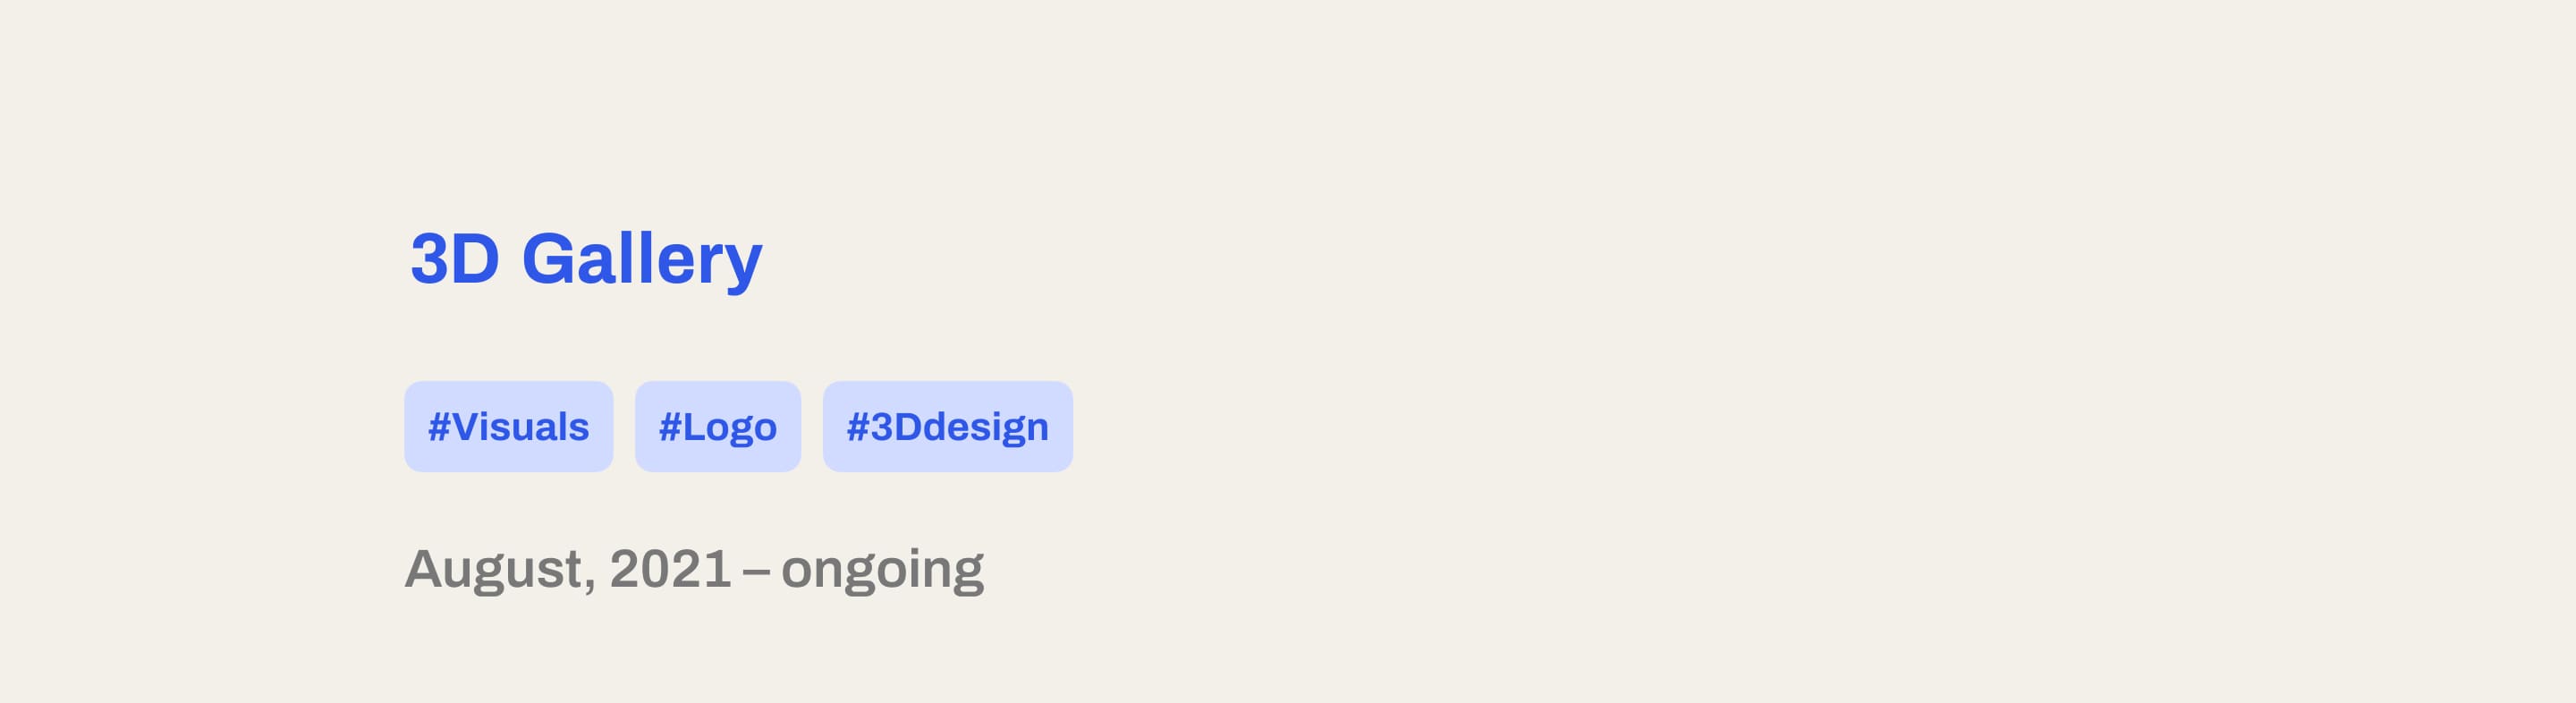 3D Gallery
#Visuals #Logo #3Ddesign
August, 2021 – ongoing